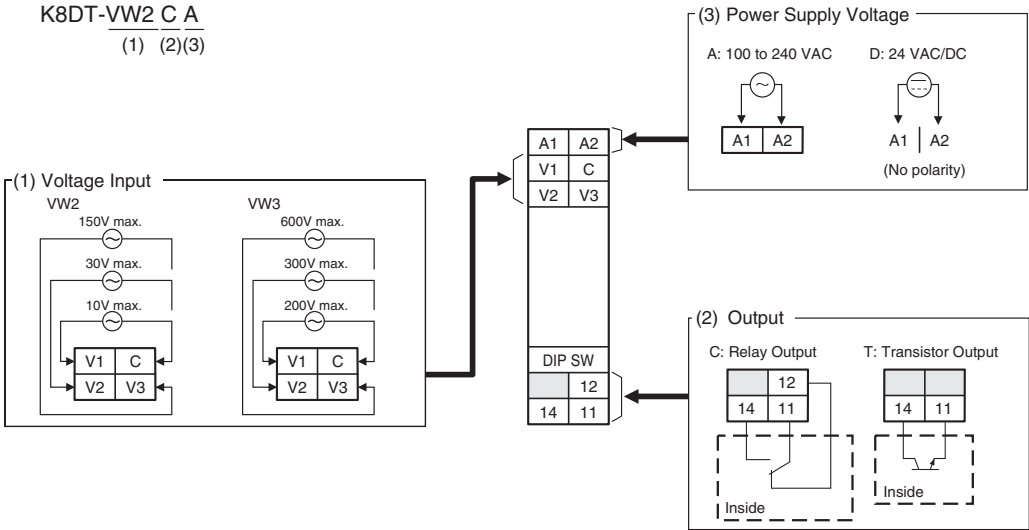 K8DT-VW2 C A
(1) (2)(3)
(3) Power Supply Voltage
A: 100 to 240 VAC
D: 24 VAC/DC
A1 A2
A1 A2
(No polarity)
A1 A2
V1 C
V2 V3
DIP SW
12
14 11
(1) Voltage Input
VW2
150V max.
30V max.
10V max.
V1 C
V2 V3
VW3
600V max.
300V max.
200V max.
V1 C
V2 V3
(2) Output
C: Relay Output
12
14 11
Inside
T: Transistor Output
14 11
Inside